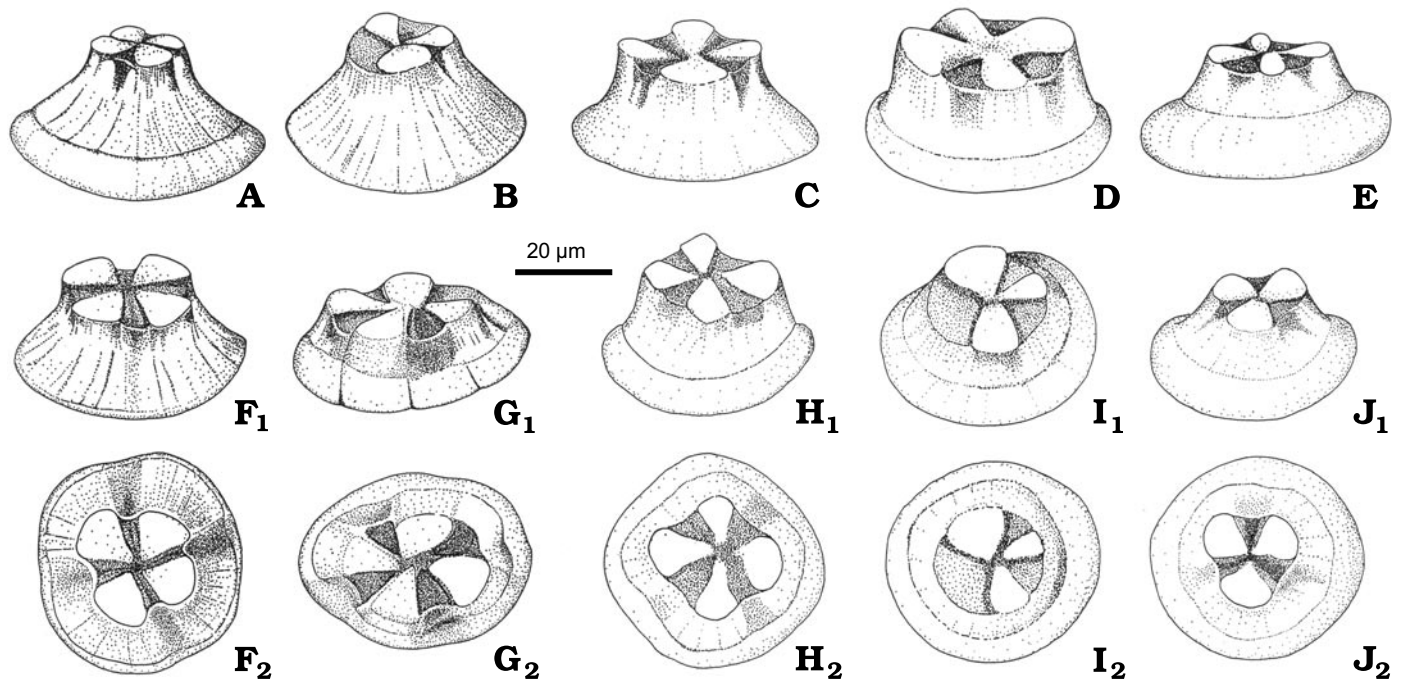 A B C D E
20 µm
F₁ G₁ H₁ I₁ J₁
F₂ G₂ H₂ I₂ J₂